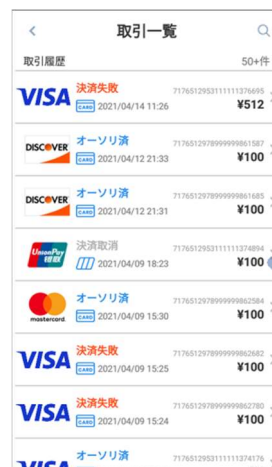 取引一覧
取引履歴 50+件
VISA 決済失敗 7176512953111111376695
CARD 2021/04/14 11:26 ¥512
DISCOVER オーソリ済 7176512978999999861587
CARD 2021/04/12 21:33 ¥100
DISCOVER オーソリ済 7176512978999999861685
CARD 2021/04/12 21:31 ¥100
UnionPay 银联 決済取消 7176512953111111374894
2021/04/09 18:23 ¥100
mastercard オーソリ済 7176512978999999862584
CARD 2021/04/09 15:30 ¥100
VISA 決済失敗 7176512978999999862682
CARD 2021/04/09 15:25 ¥100
VISA 決済失敗 7176512978999999862780
CARD 2021/04/09 15:24 ¥100
VISA オーソリ済 7176512953111111374176